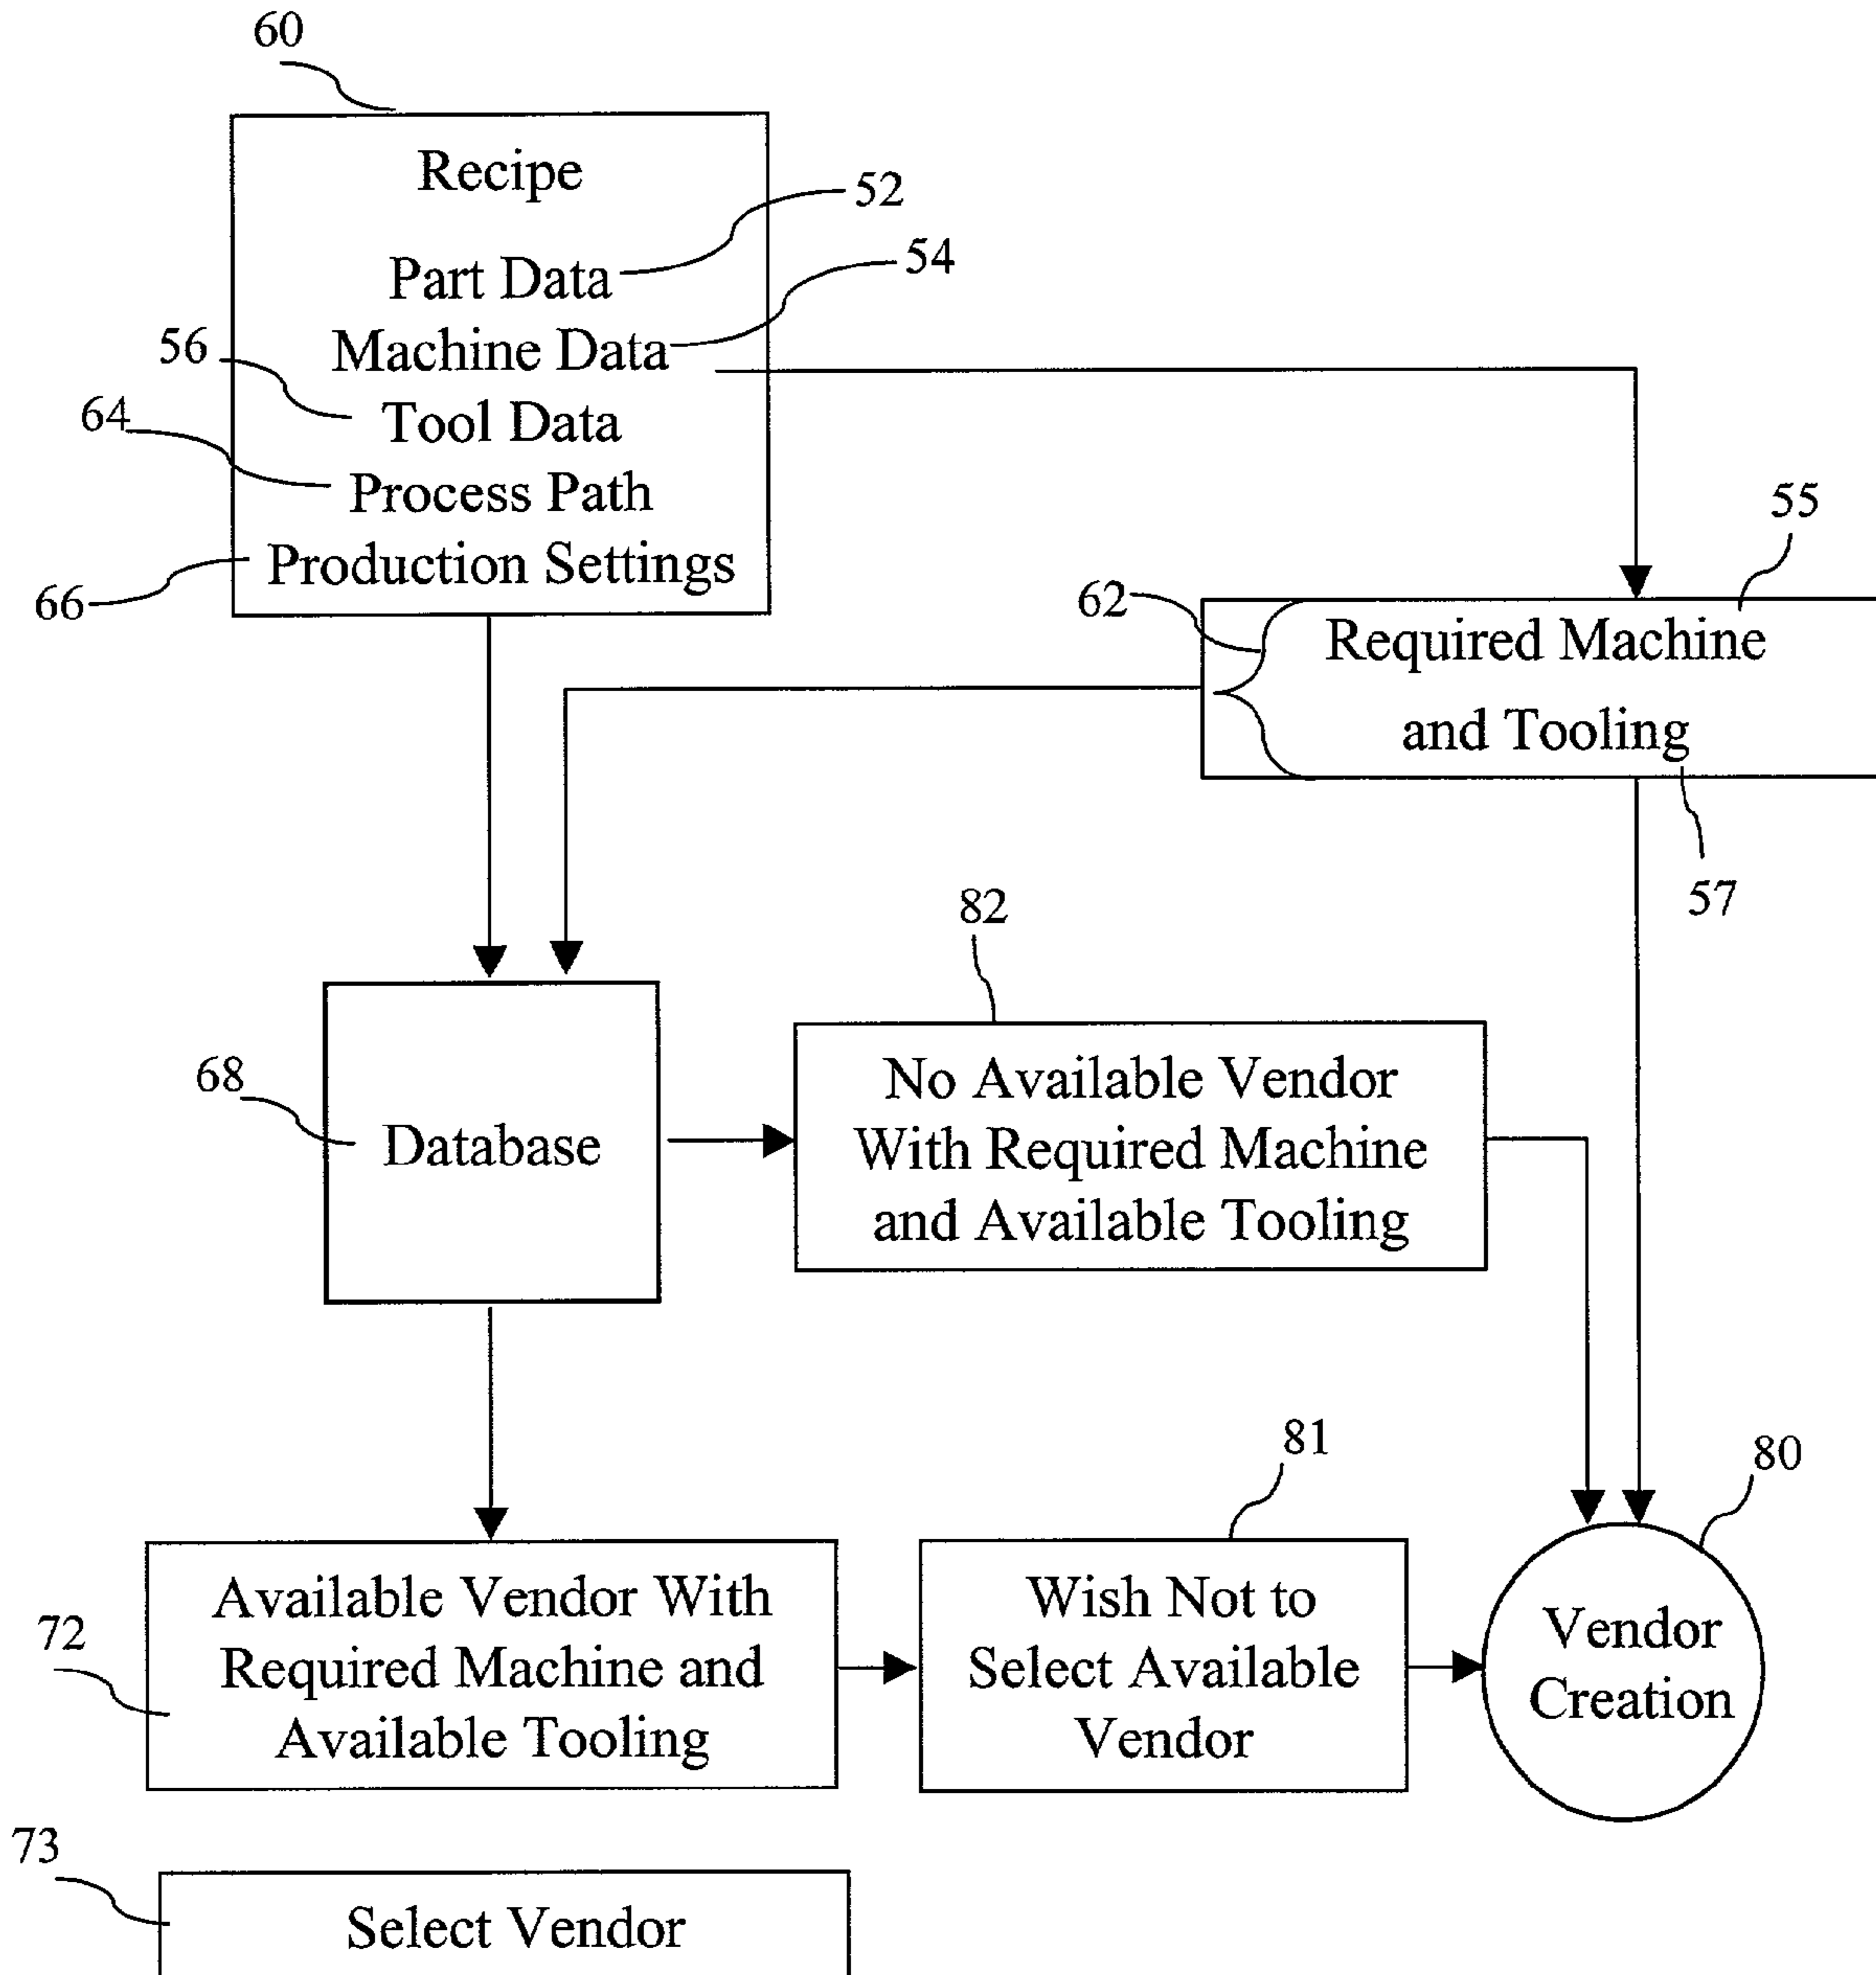 60
Recipe
52
Part Data
54
Machine Data
56
Tool Data
64
Process Path
Production Settings
66
55
62
Required Machine
and Tooling
57
82
No Available Vendor
With Required Machine
and Available Tooling
68
Database
81
80
Available Vendor With
Required Machine and
Available Tooling
72
Wish Not to
Select Available
Vendor
Vendor
Creation
73
Select Vendor